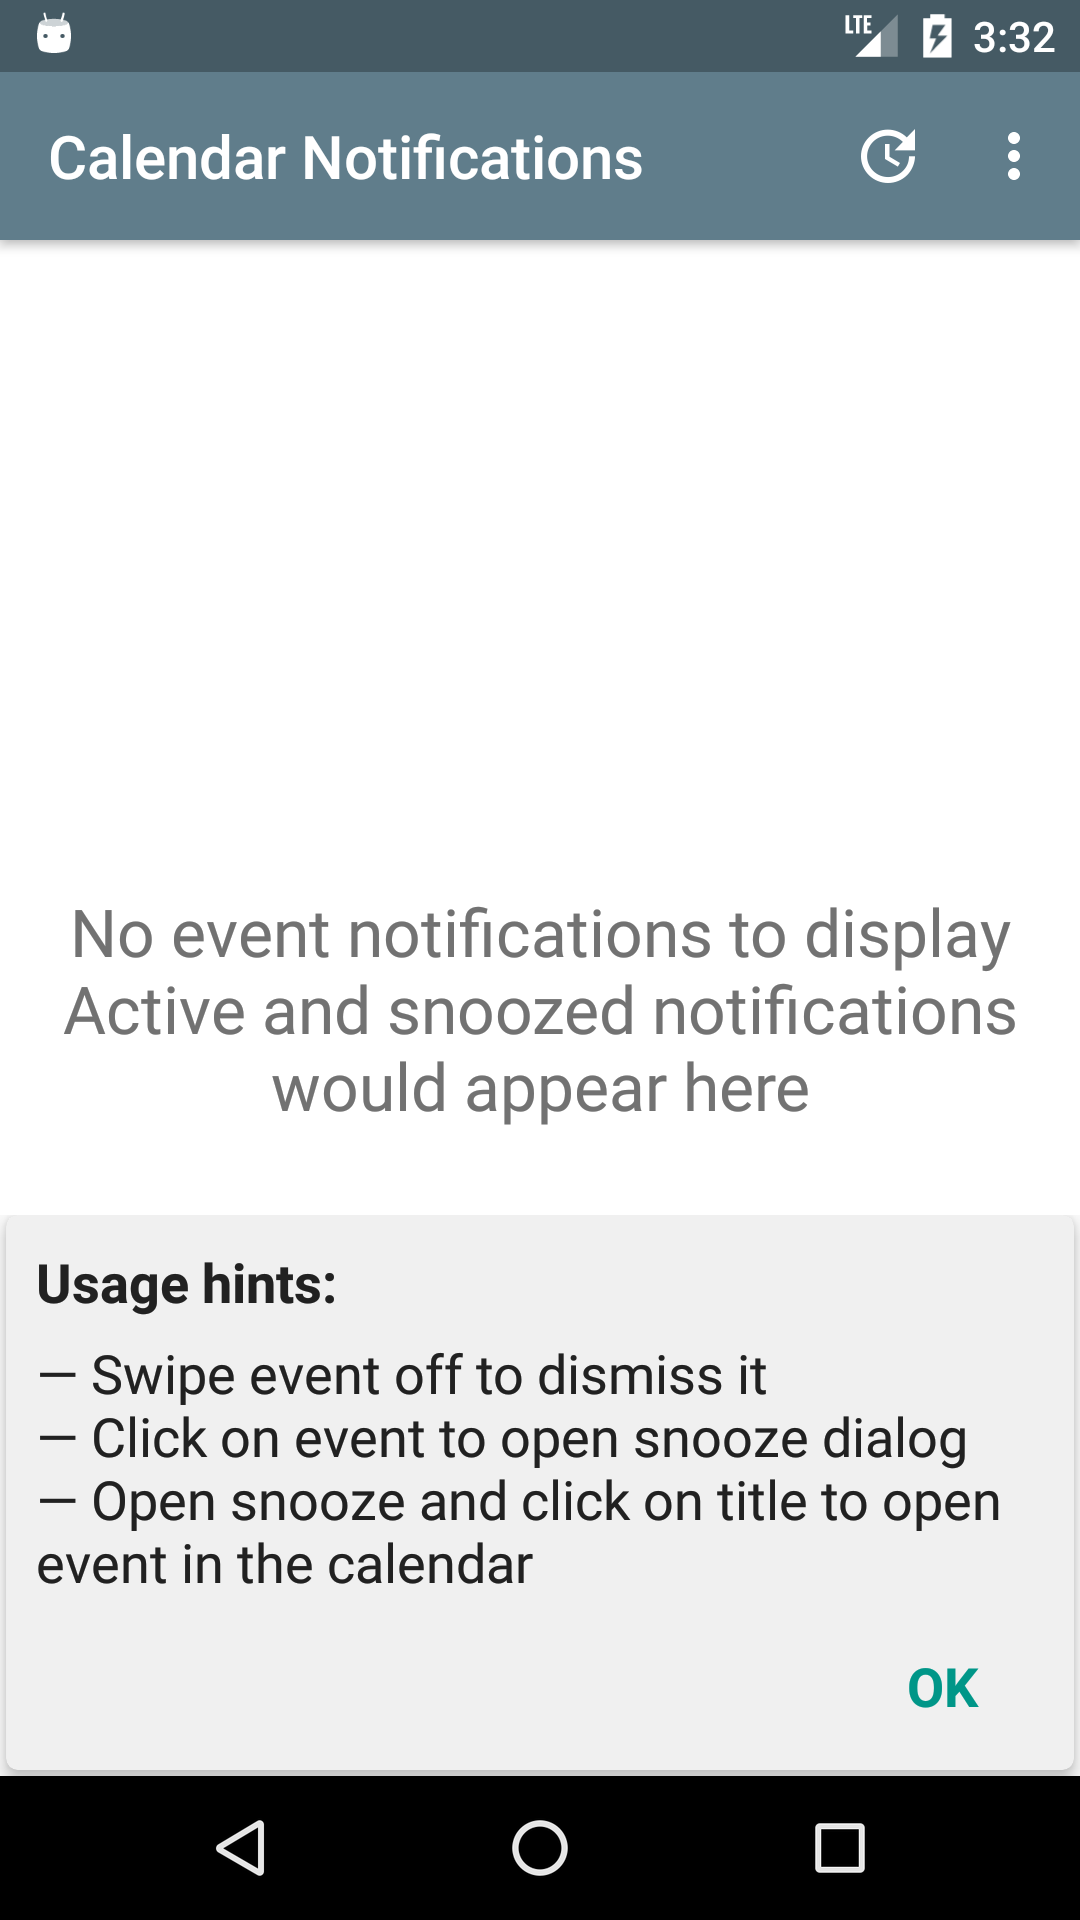 LTE 3:32
Calendar Notifications
No event notifications to display
Active and snoozed notifications
would appear here
Usage hints:
— Swipe event off to dismiss it
— Click on event to open snooze dialog
— Open snooze and click on title to open
event in the calendar
OK